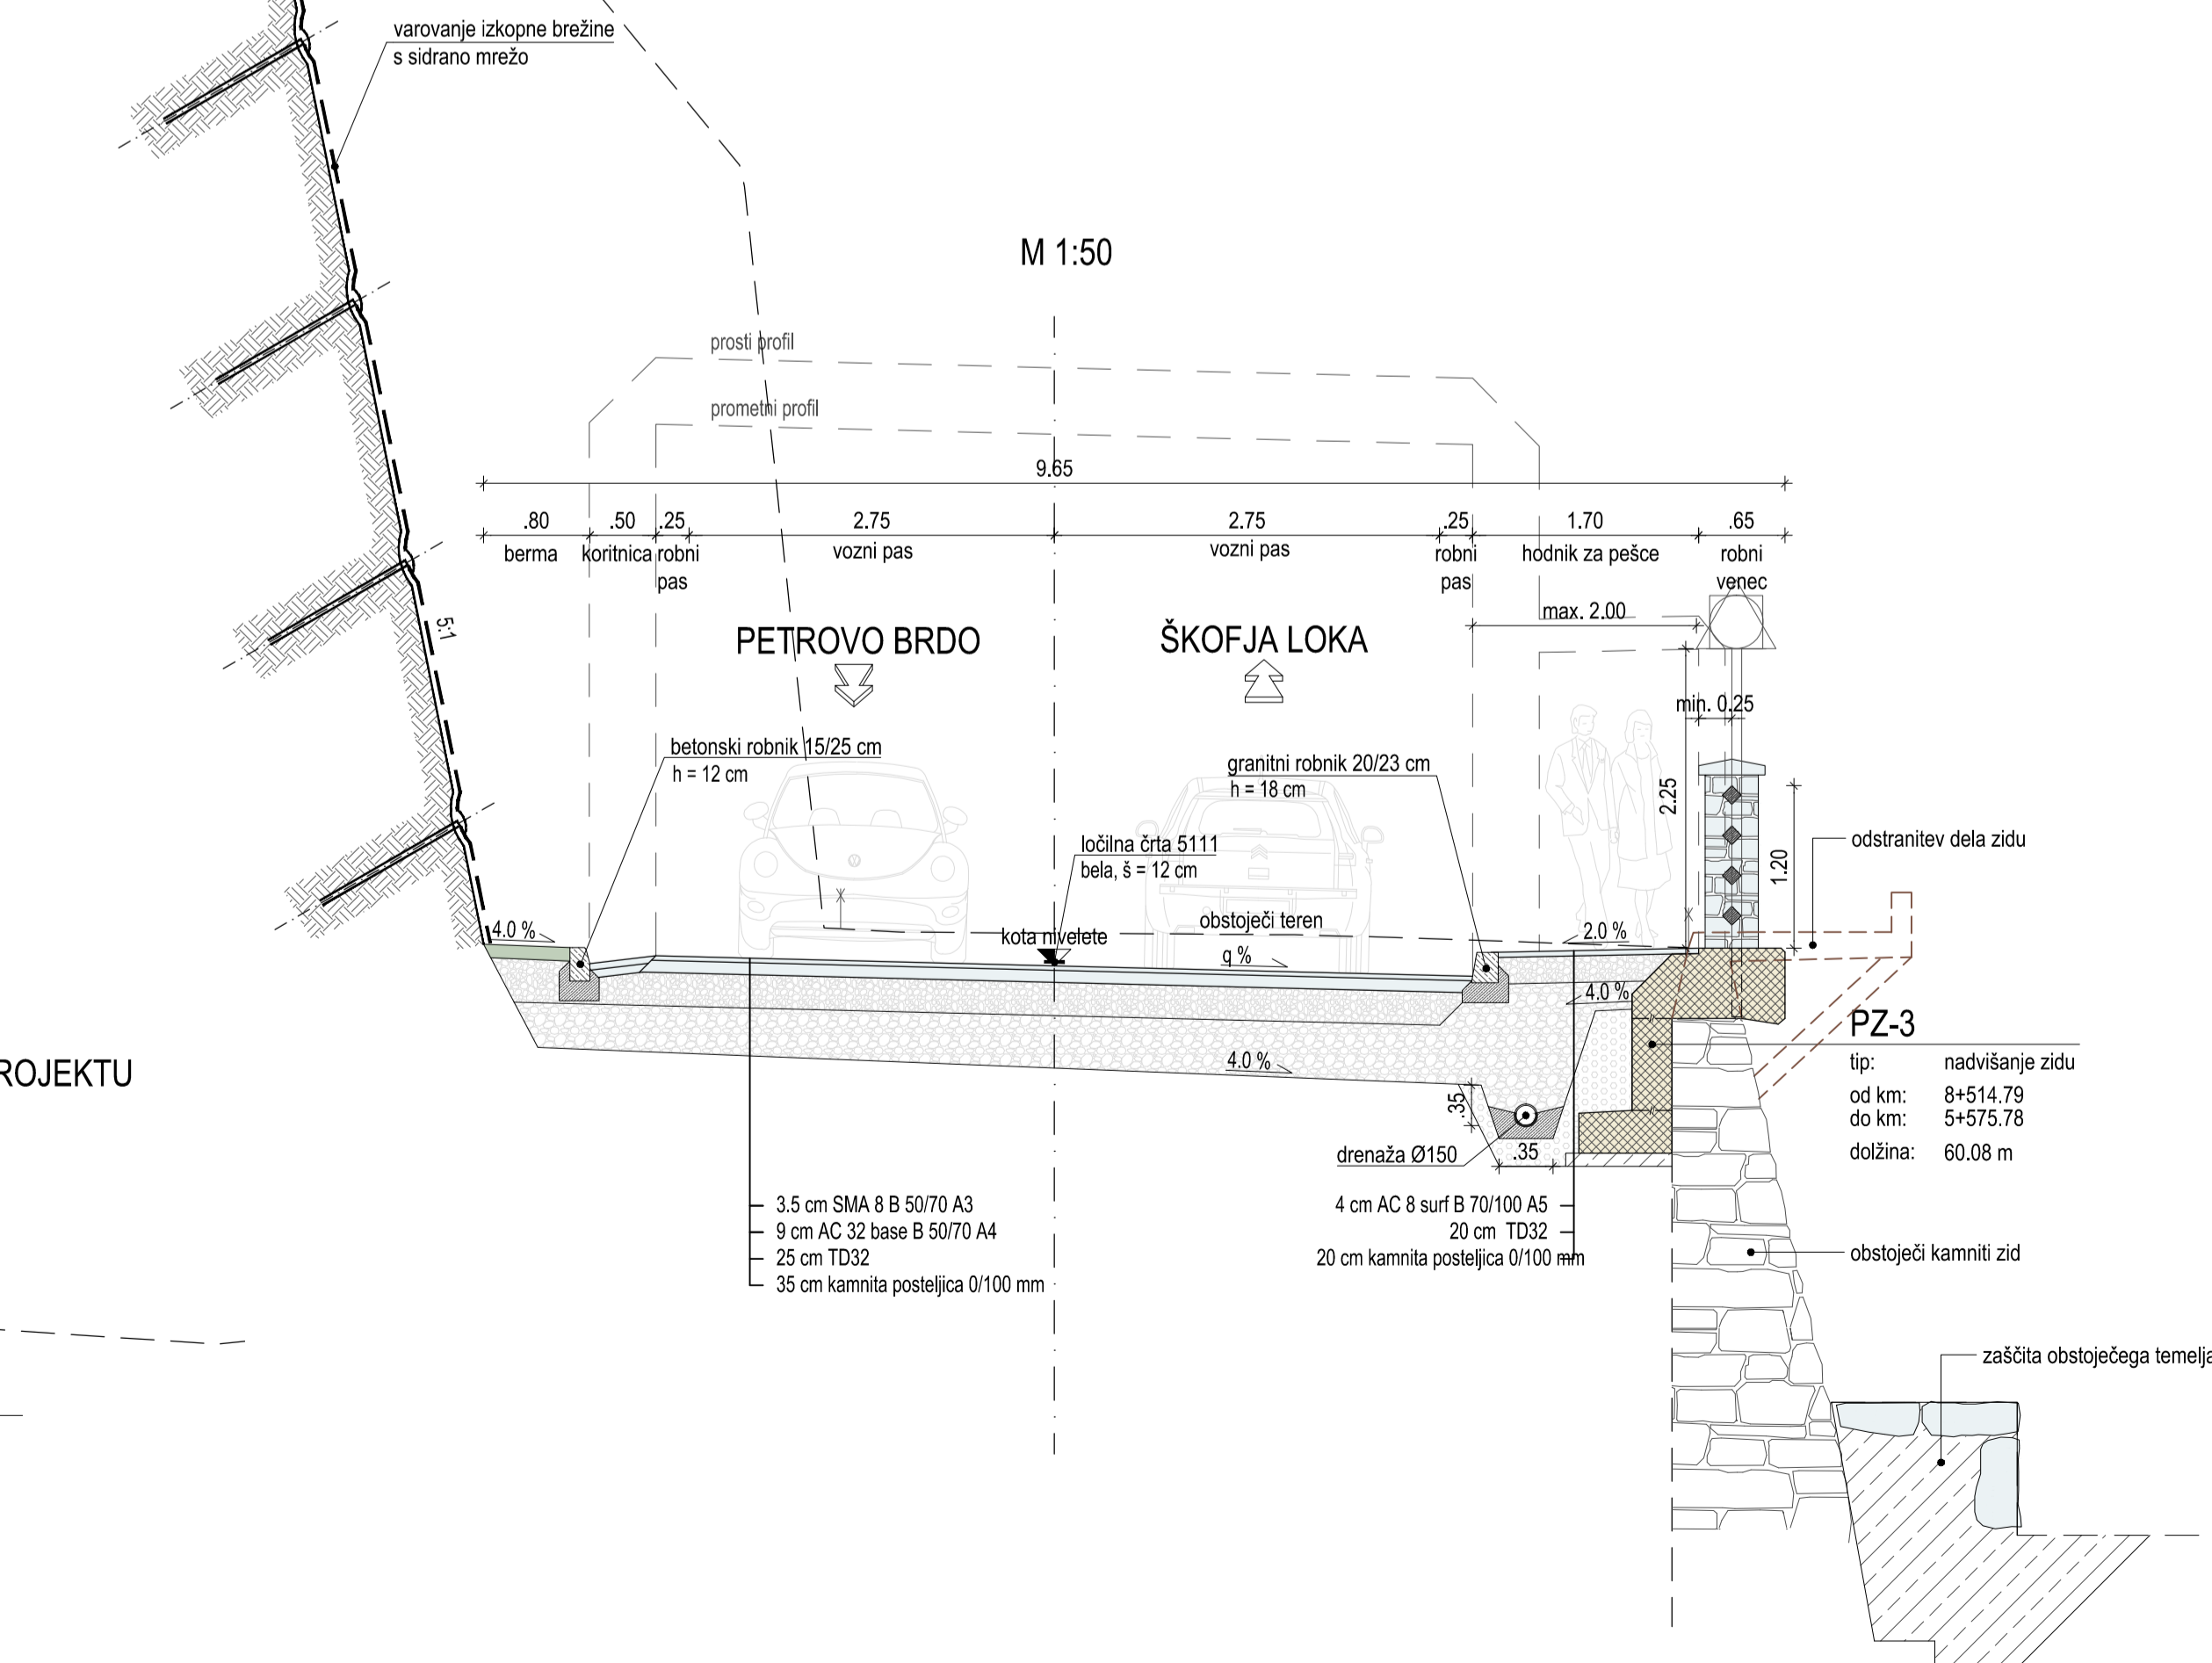 varovanje izkopne brežine
s sidrano mrežo
M 1:50
prosti profil
prometni profil
9.65
.80
.50
.25
2.75
2.75
.25
1.70
.65
berma
koritnica
robni
pas
vozni pas
vozni pas
robni
pas
hodnik za pešce
robni
venec
max. 2.00
5:1
PETROVO BRDO
ŠKOFJA LOKA
min. 0.25
betonski robnik 15/25 cm
h = 12 cm
granitni robnik 20/23 cm
h = 18 cm
2.25
ločilna črta 5111
bela, š = 12 cm
1.20
odstranitev dela zidu
obstoječi teren
4.0 %
kota nivelete
q %
2.0 %
4.0 %
4.0 %
PZ-3
tip: nadvišanje zidu
od km: 8+514.79
do km: 5+575.78
dolžina: 60.08 m
ROJEKTU
.35
drenaža Ø150
.35
3.5 cm SMA 8 B 50/70 A3
9 cm AC 32 base B 50/70 A4
25 cm TD32
35 cm kamnita posteljica 0/100 mm
4 cm AC 8 surf B 70/100 A5
20 cm TD32
20 cm kamnita posteljica 0/100 mm
obstoječi kamniti zid
zaščita obstoječega temelja